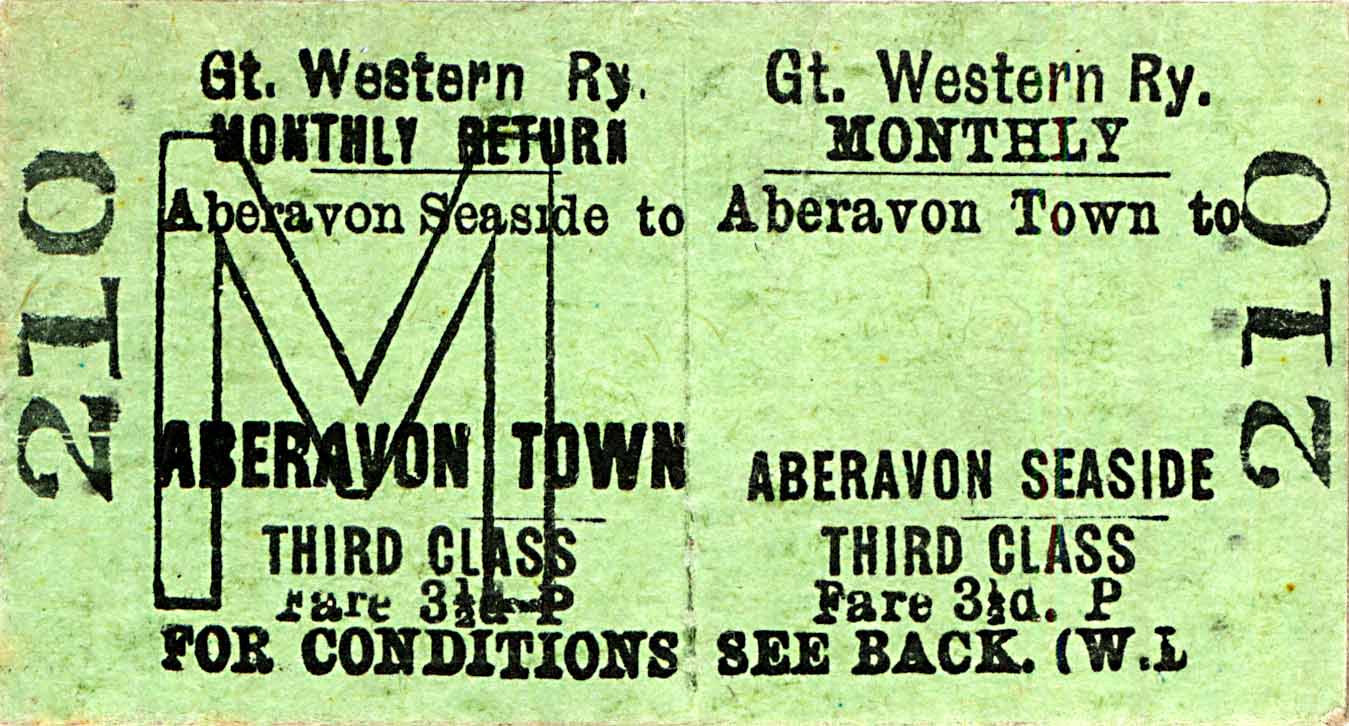 Gt. Western Ry.
MONTHLY RETURN
Aberavon Seaside to
M
ABERAVON TOWN
THIRD CLASS
Fare 3½d. P
Gt. Western Ry.
MONTHLY
Aberavon Town to
ABERAVON SEASIDE
THIRD CLASS
Fare 3½d. P
FOR CONDITIONS SEE BACK. (W.L
210
210